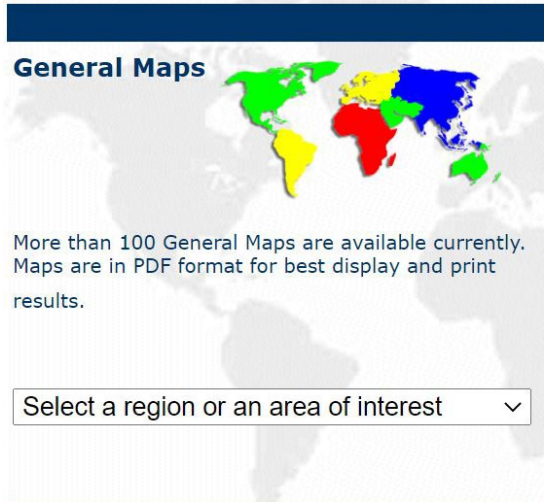 General Maps
More than 100 General Maps are available currently.
Maps are in PDF format for best display and print
results.
Select a region or an area of interest